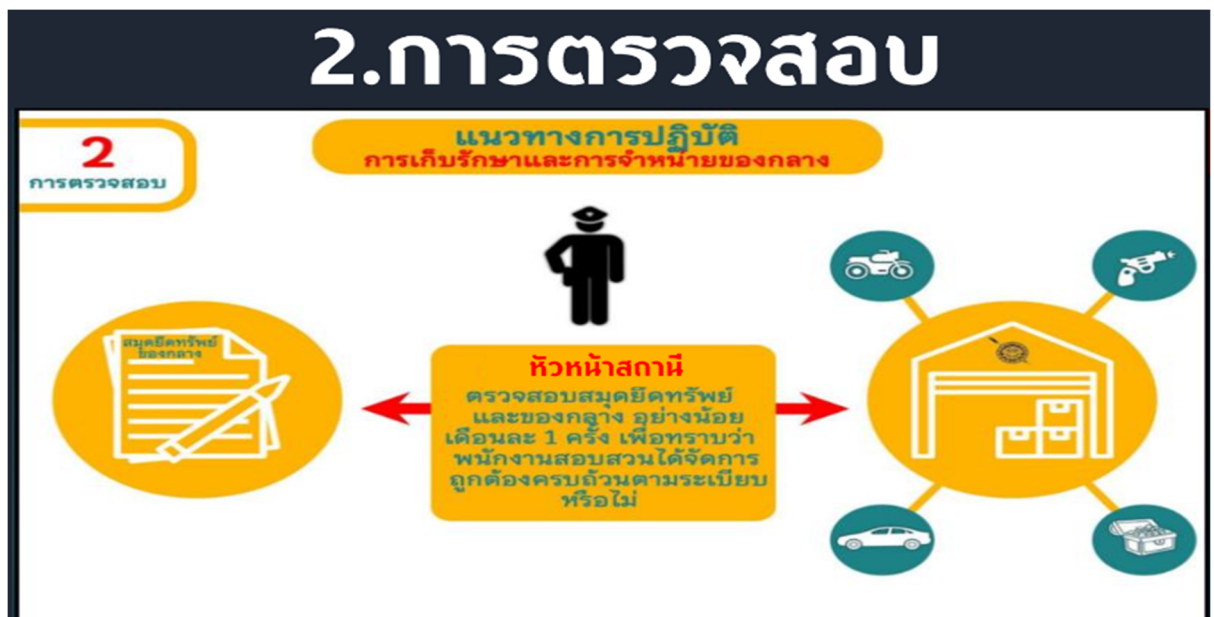 2.การตรวจสอบ
2
การตรวจสอบ
แนวทางการปฏิบัติ
การเก็บรักษาและการจำหน่ายของกลาง
สมุดยึดทรัพย์
ของกลาง
หัวหน้าสถานี
ตรวจสอบสมุดยึดทรัพย์
และของกลาง อย่างน้อย
เดือนละ 1 ครั้ง เพื่อทราบว่า
พนักงานสอบสวนได้จัดการ
ถูกต้องครบถ้วนตามระเบียบ
หรือไม่